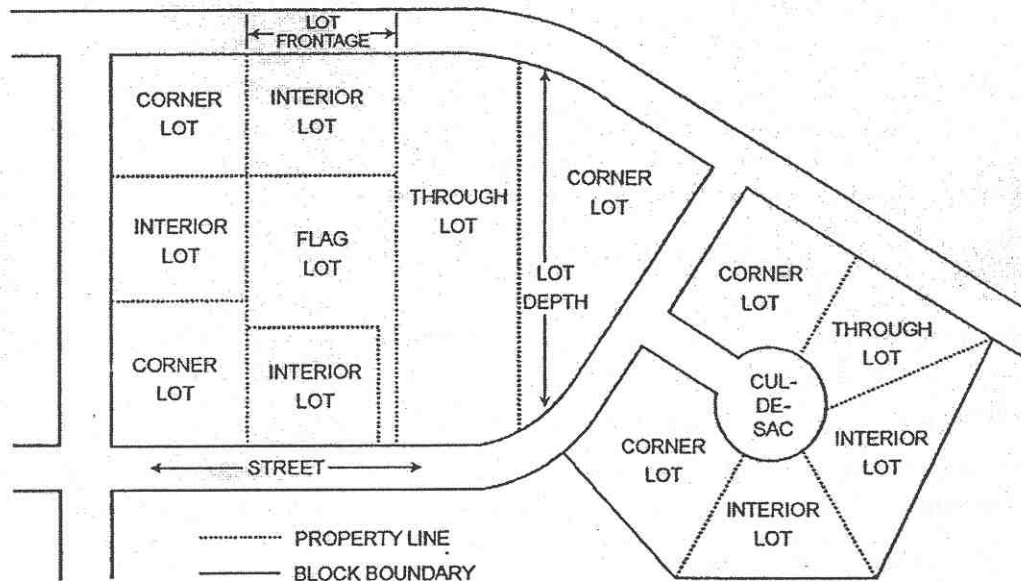 LOT
FRONTAGE
CORNER
LOT
INTERIOR
LOT
THROUGH
LOT
CORNER
LOT
INTERIOR
LOT
FLAG
LOT
LOT
DEPTH
CORNER
LOT
INTERIOR
LOT
STREET
CORNER
LOT
THROUGH
LOT
CUL-
DE-
SAC
CORNER
LOT
INTERIOR
LOT
INTERIOR
LOT
PROPERTY LINE
BLOCK BOUNDARY